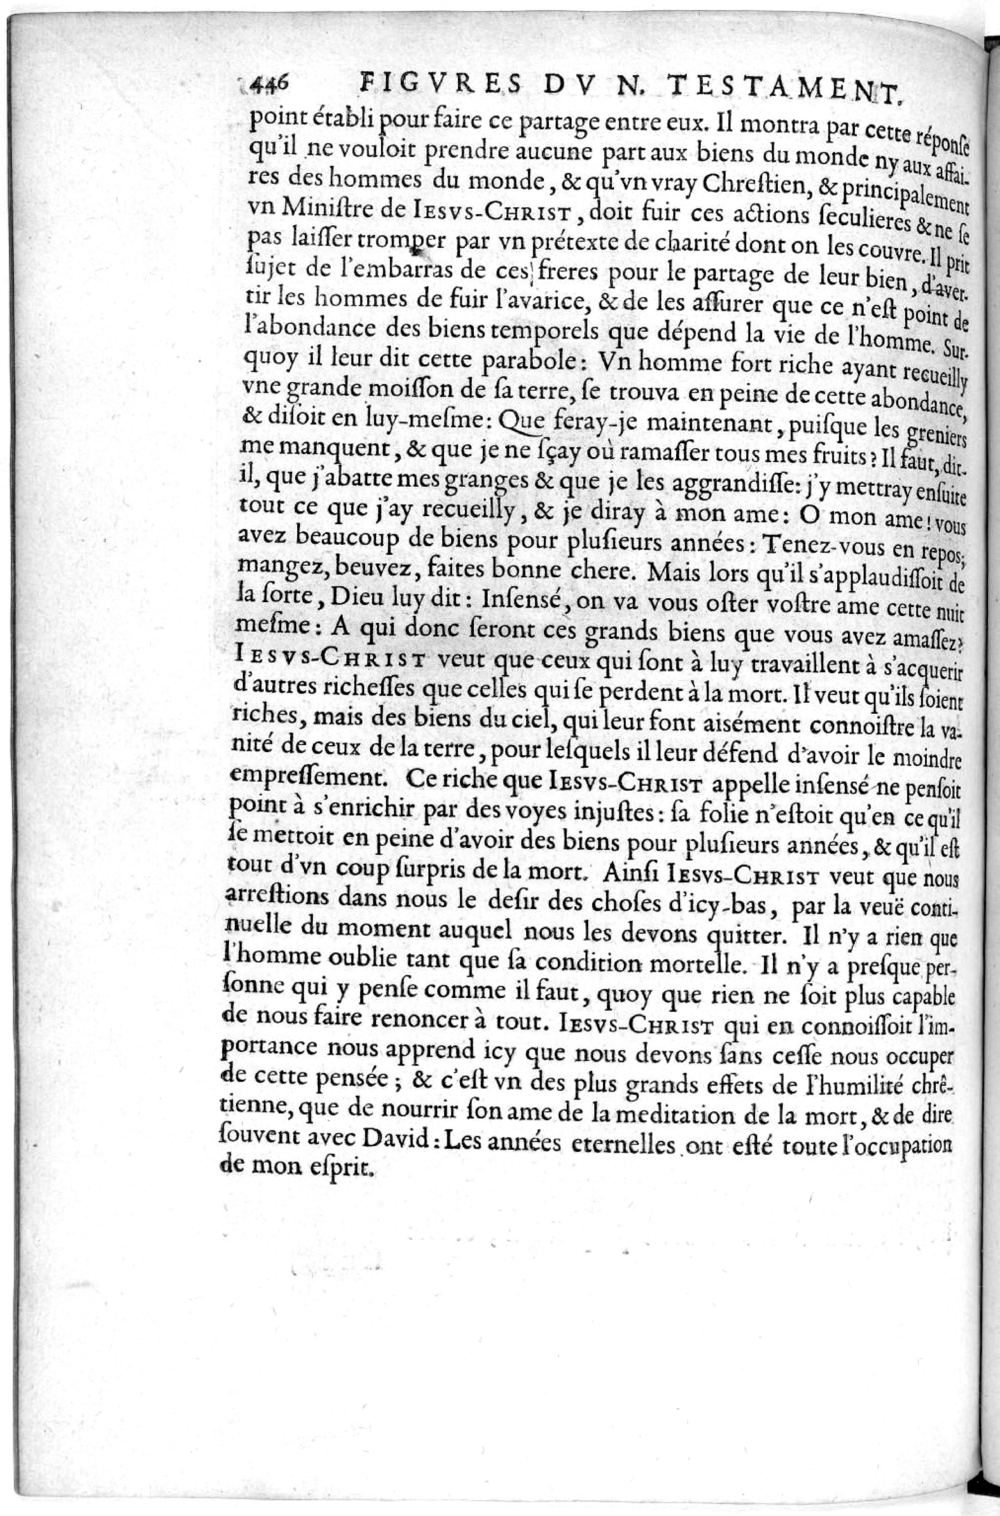 446 FIGVRES DV N. TESTAMENT.
point établi pour faire ce partage entre eux. Il montra par cette réponſe
qu'il ne vouloit prendre aucune part aux biens du monde ny aux affai-
res des hommes du monde, & qu'vn vray Chreſtien, & principalement
vn Miniſtre de IESVS-CHRIST, doit fuir ces actions ſeculieres & ne ſe
pas laiſſer tromper par vn prétexte de charité dont on les couvre. Il prit
ſujet de l'embarras de ces freres pour le partage de leur bien, d'aver-
tir les hommes de fuir l'avarice, & de les aſſurer que ce n'eſt point de
l'abondance des biens temporels que dépend la vie de l'homme. Sur-
quoy il leur dit cette parabole: Vn homme fort riche ayant recueilly
vne grande moiſſon de ſa terre, ſe trouva en peine de cette abondance,
& diſoit en luy-meſme: Que feray-je maintenant, puiſque les greniers
me manquent, & que je ne ſçay où ramaſſer tous mes fruits? Il faut, dit-
il, que j'abatte mes granges & que je les aggrandiſſe: j'y mettray enſuite
tout ce que j'ay recueilly, & je diray à mon ame: O mon ame! vous
avez beaucoup de biens pour pluſieurs années: Tenez-vous en repos;
mangez, beuvez, faites bonne chere. Mais lors qu'il s'applaudiſſoit de
la ſorte, Dieu luy dit: Inſensé, on va vous oſter voſtre ame cette nuit
meſme: A qui donc ſeront ces grands biens que vous avez amaſſez?
IESVS-CHRIST veut que ceux qui ſont à luy travaillent à s'acquerir
d'autres richeſſes que celles qui ſe perdent à la mort. Il veut qu'ils ſoient
riches, mais des biens du ciel, qui leur font aisément connoiſtre la va-
nité de ceux de la terre, pour leſquels il leur défend d'avoir le moindre
empreſſement. Ce riche que IESVS-CHRIST appelle inſensé ne penſoit
point à s'enrichir par des voyes injuſtes: ſa folie n'eſtoit qu'en ce qu'il
ſe mettoit en peine d'avoir des biens pour pluſieurs années, & qu'il eſt
tout d'vn coup ſurpris de la mort. Ainſi IESVS-CHRIST veut que nous
arreſtions dans nous le deſir des choſes d'icy-bas, par la veuë conti-
nuelle du moment auquel nous les devons quitter. Il n'y a rien que
l'homme oublie tant que ſa condition mortelle. Il n'y a preſque per-
ſonne qui y penſe comme il faut, quoy que rien ne ſoit plus capable
de nous faire renoncer à tout. IESVS-CHRIST qui en connoiſſoit l'im-
portance nous apprend icy que nous devons ſans ceſſe nous occuper
de cette pensée; & c'eſt vn des plus grands effets de l'humilité chrê-
tienne, que de nourrir ſon ame de la meditation de la mort, & de dire
ſouvent avec David: Les années eternelles ont eſté toute l'occupation
de mon eſprit.